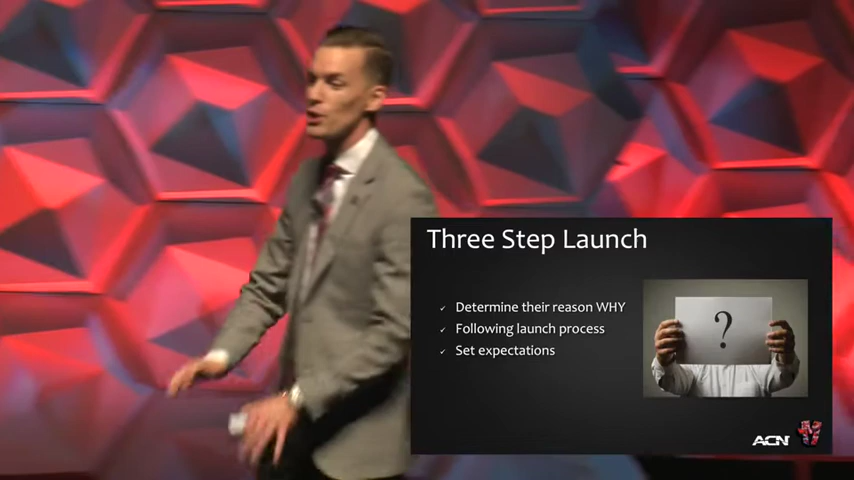 Three Step Launch
Determine their reason WHY
Following launch process
Set expectations
?
ACN